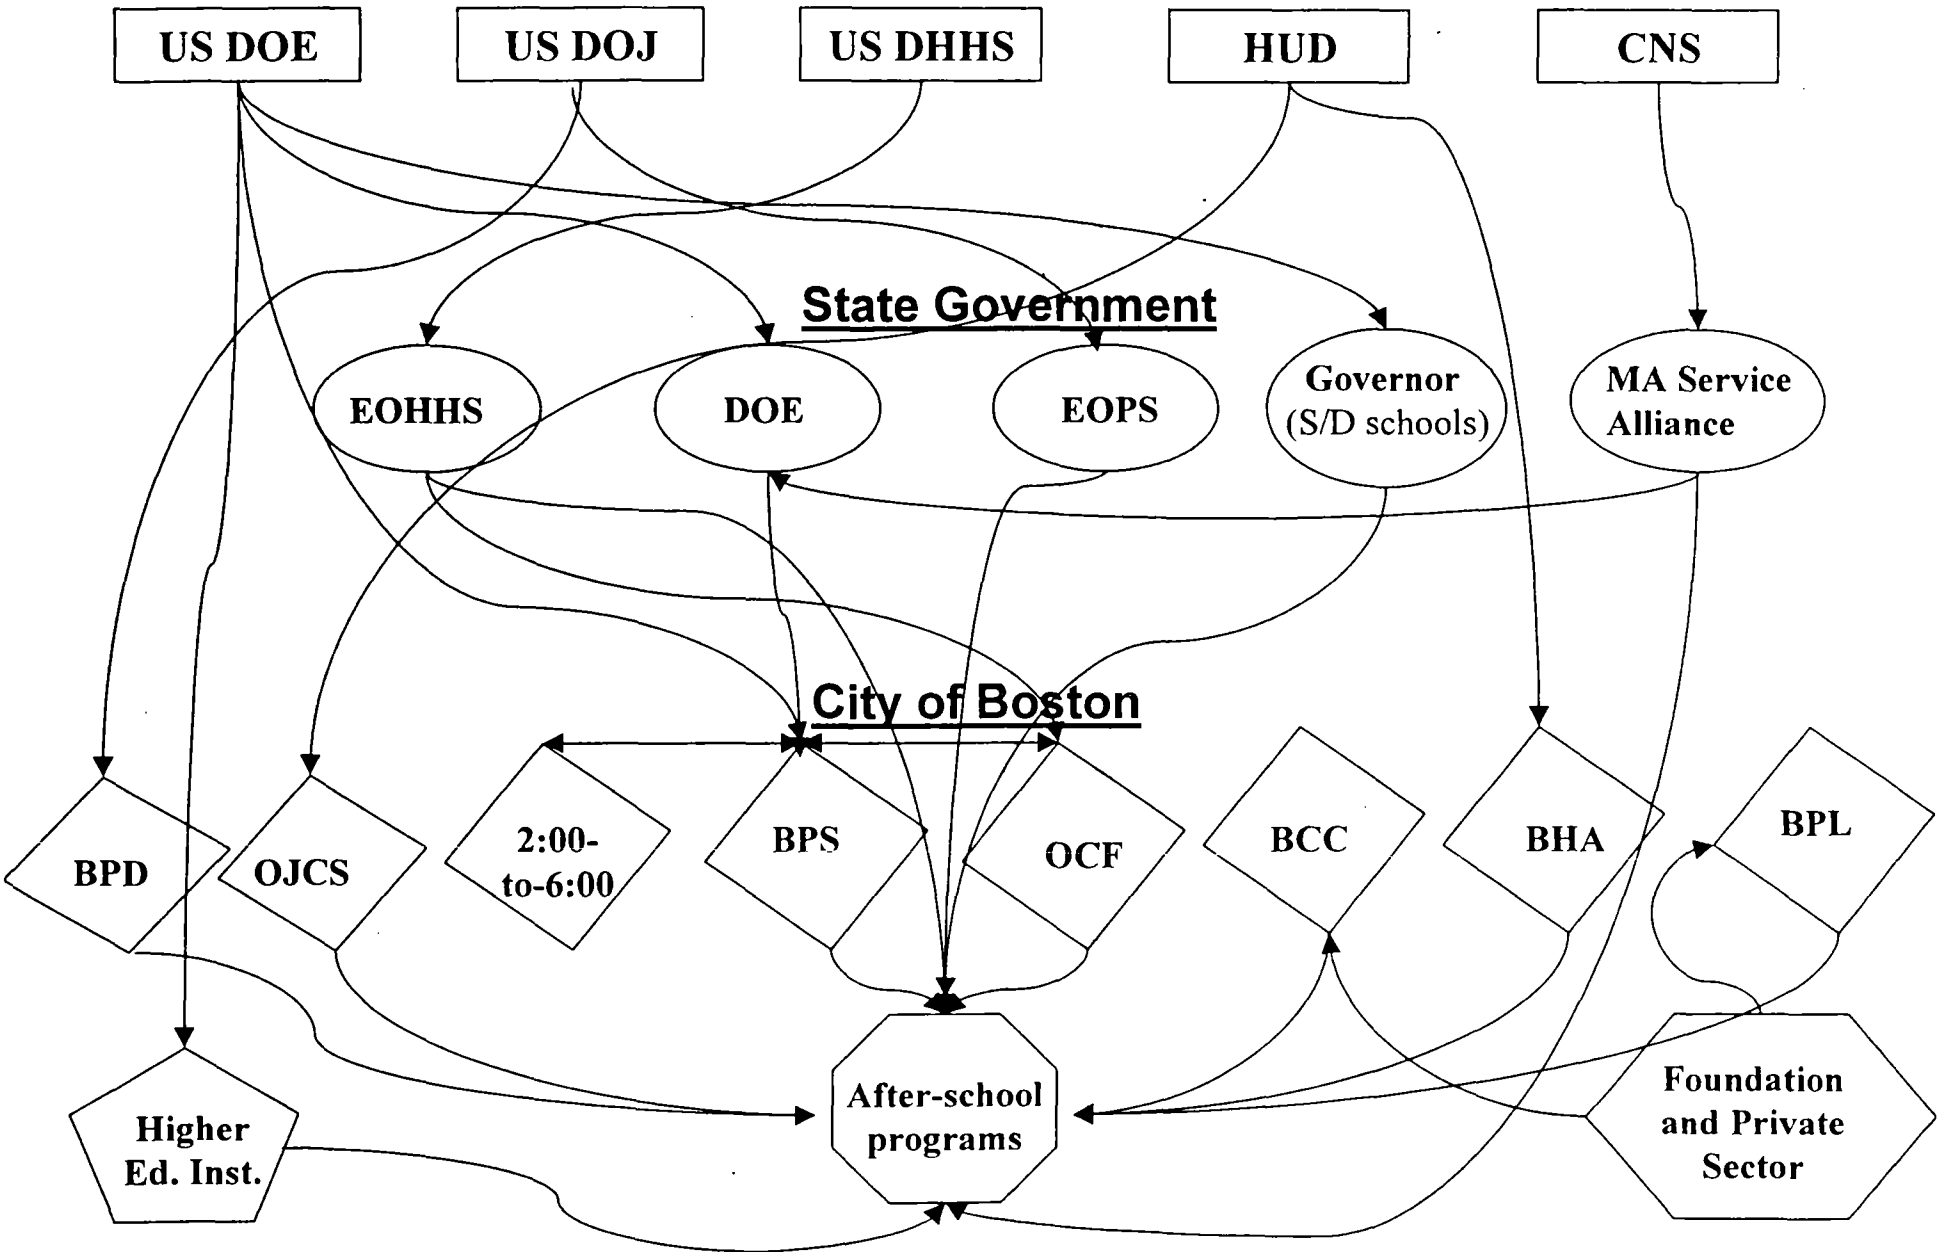 US DOE
US DOJ
US DHHS
HUD
CNS
State Government
EOHHS
DOE
EOPS
Governor
(S/D schools)
MA Service
Alliance
City of Boston
BPD
OJCS
2:00-
to-6:00
BPS
OCF
BCC
BHA
BPL
Higher
Ed. Inst.
After-school
programs
Foundation
and Private
Sector